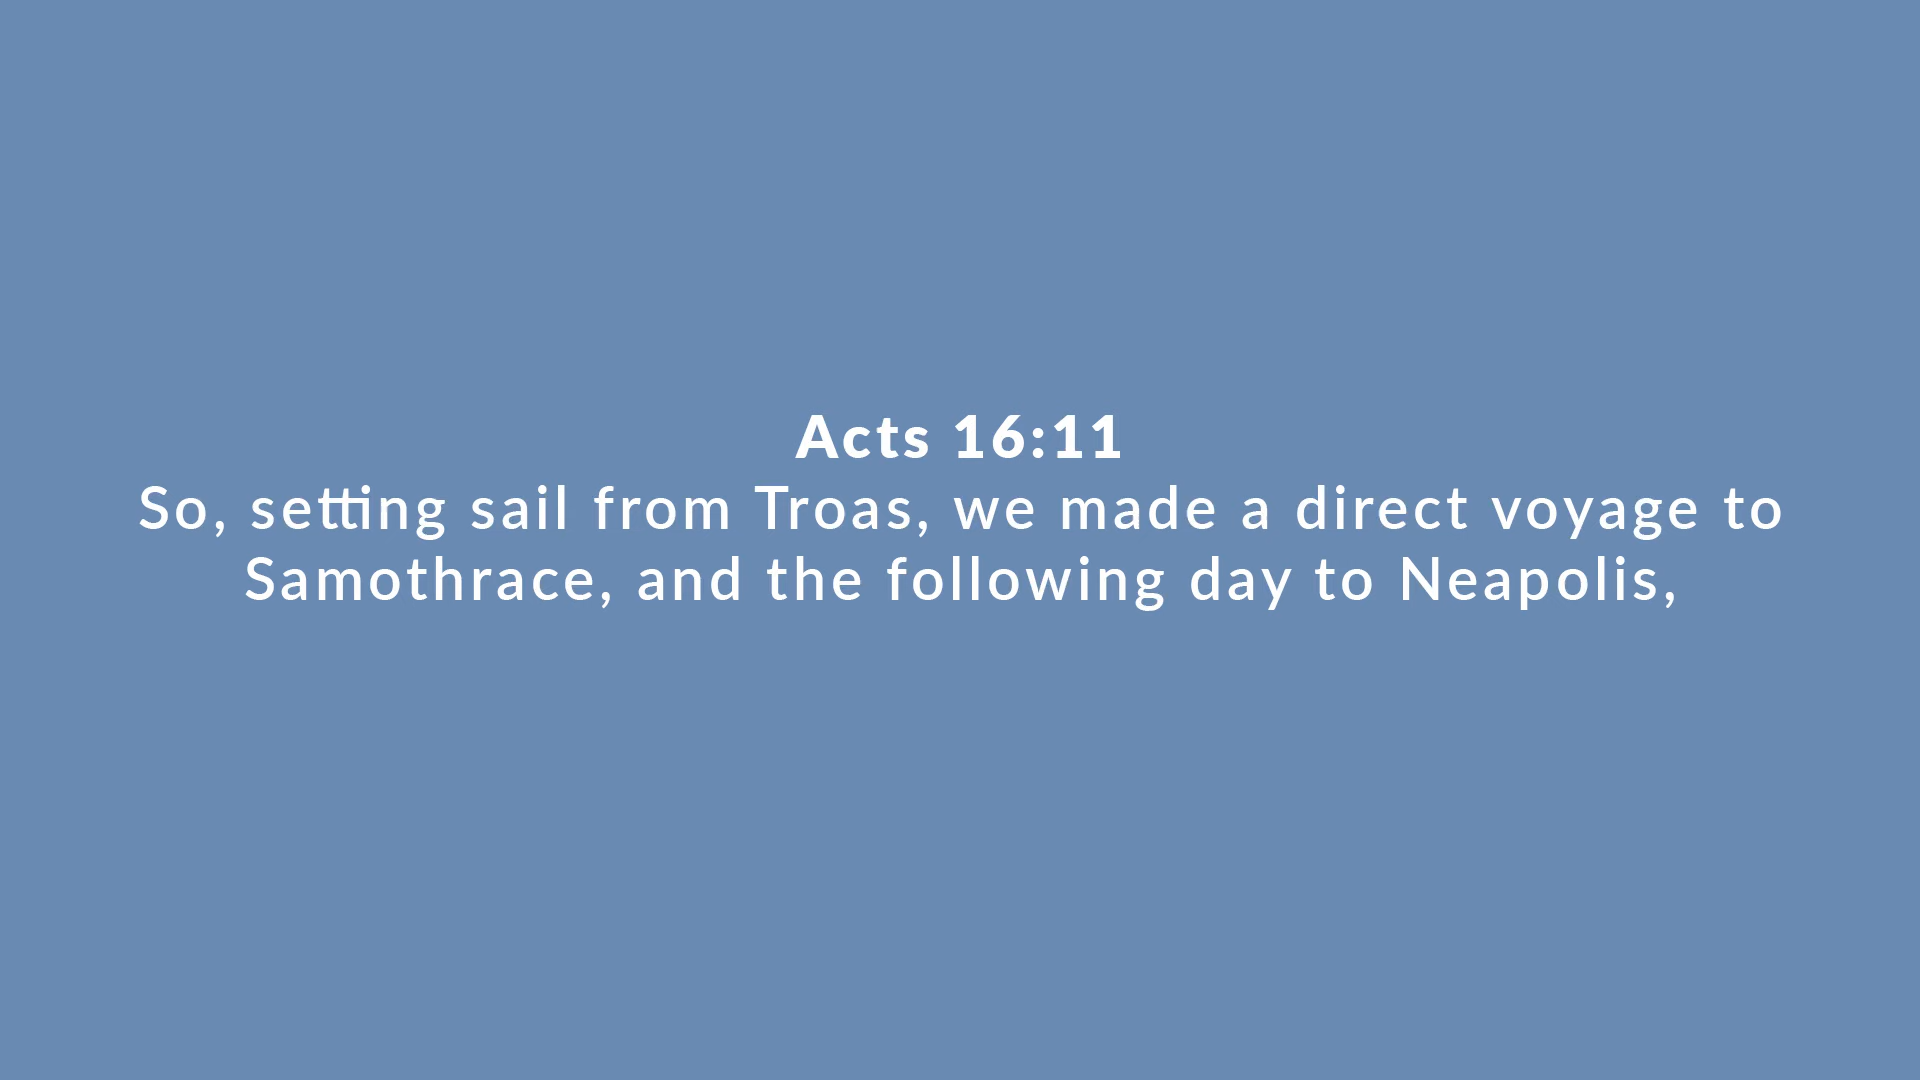 Acts 16:11
So, setting sail from Troas, we made a direct voyage to
Samothrace, and the following day to Neapolis,